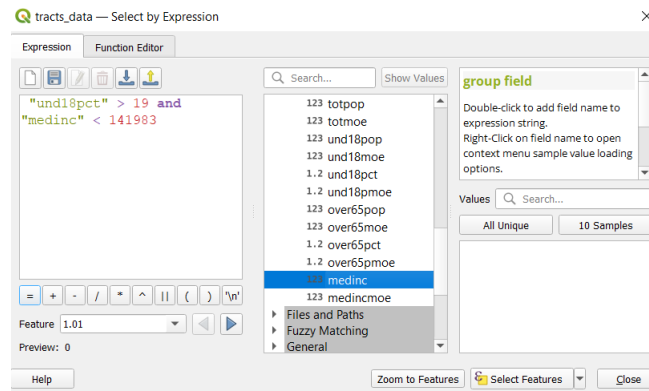 tracts_data — Select by Expression
Expression
Function Editor
"und18pct" > 19 and
"medinc" < 141983
= + - / * ^ || ( ) '\n'
Feature 1.01
Preview: 0
Search...
Show Values
123 totpop
123 totmoe
123 und18pop
123 und18moe
1.2 und18pct
1.2 und18pmoe
123 over65pop
123 over65moe
1.2 over65pct
1.2 over65pmoe
123 medinc
123 medincmoe
Files and Paths
Fuzzy Matching
General
group field
Double-click to add field name to
expression string.
Right-Click on field name to open
context menu sample value loading
options.
Values Search...
All Unique
10 Samples
Help
Zoom to Features
Select Features
Close